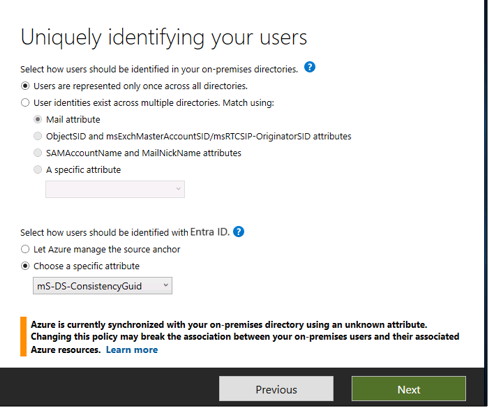 Uniquely identifying your users
Select how users should be identified in your on-premises directories. ?
Users are represented only once across all directories.
User identities exist across multiple directories. Match using:
Mail attribute
ObjectSID and msExchMasterAccountSID/msRTCSIP-OriginatorSID attributes
SAMAccountName and MailNickName attributes
A specific attribute
Select how users should be identified with Entra ID. ?
Let Azure manage the source anchor
Choose a specific attribute
mS-DS-ConsistencyGuid
Azure is currently synchronized with your on-premises directory using an unknown attribute.
Changing this policy may break the association between your on-premises users and their associated
Azure resources. Learn more
Previous Next